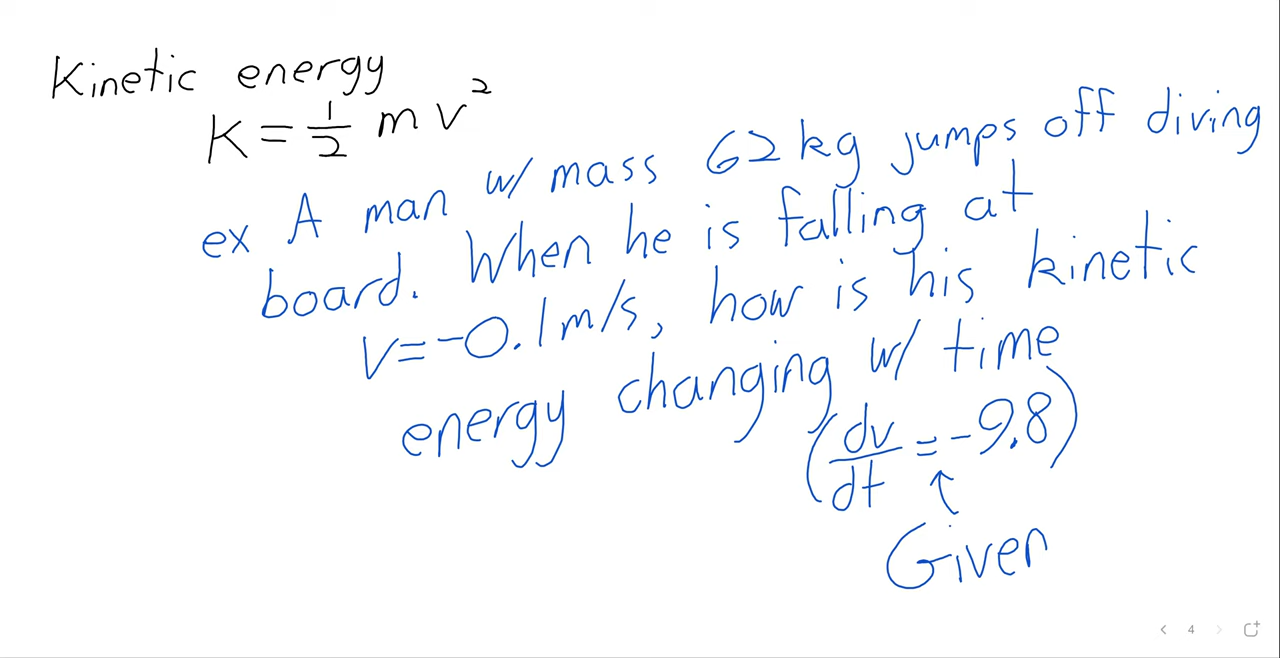 Kinetic energy
K = 1/2 m v²
ex A man w/ mass 62 kg jumps off diving
board. When he is falling at
v = -0.1 m/s, how is his kinetic
energy changing w/ time
(dv/dt = -9.8)
↑
Given
< 4 >